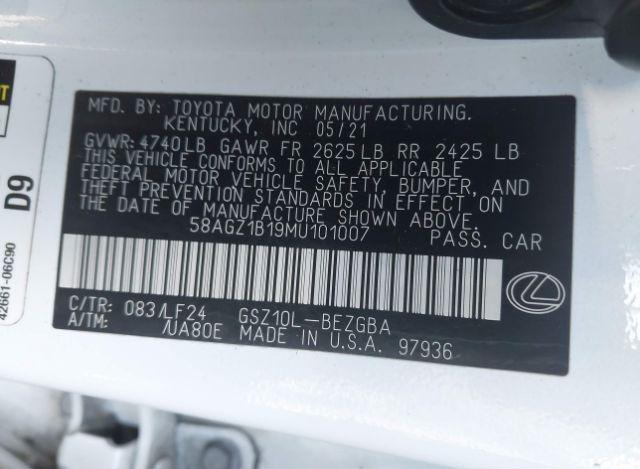 MFD. BY: TOYOTA MOTOR MANUFACTURING.
KENTUCKY, INC 05/21
GVWR: 4740LB GAWR FR 2625LB RR 2425 LB
THIS VEHICLE CONFORMS TO ALL APPLICABLE
FEDERAL MOTOR VEHICLE SAFETY, BUMPER, AND
THEFT PREVENTION STANDARDS IN EFFECT ON
THE DATE OF MANUFACTURE SHOWN ABOVE.
58AGZ1B19MU101007 PASS. CAR
C/TR: 083/LF24 GSZ10L-BEZGBA
A/TM: /UA80E MADE IN U.S.A. 97936
D9
42661-06C90